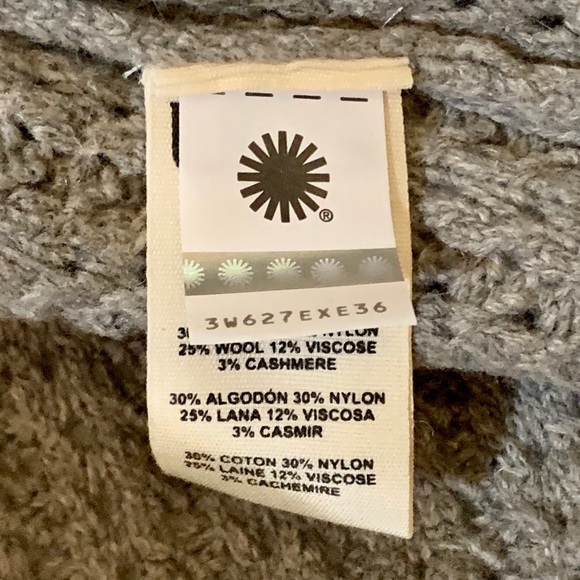 ®
3W627EXE36
NYLON
25% WOOL 12% VISCOSE
3% CASHMERE
30% ALGODÓN 30% NYLON
25% LANA 12% VISCOSA
3% CASMIR
30% COTON 30% NYLON
25% LAINE 12% VISCOSE
3% CACHEMIRE